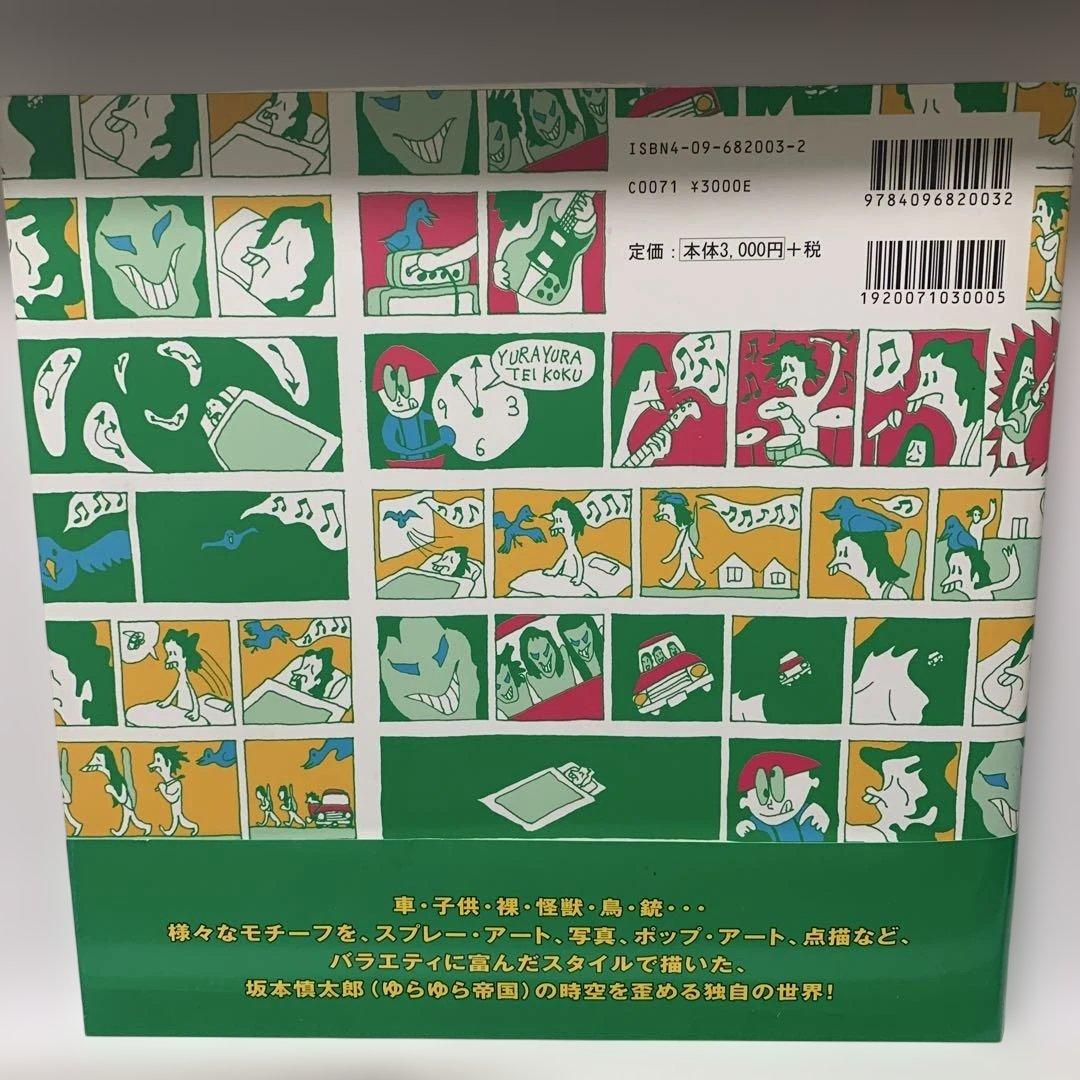 ISBN4-09-682003-2
C0071 ¥3000E
9784096820032
定価：本体3,000円＋税
1920071030005
YURAYURA
TEIKOKU
9 3
6
車・子供・裸・怪獣・鳥・銃・・・
様々なモチーフを、スプレー・アート、写真、ポップ・アート、点描など、
バラエティに富んだスタイルで描いた、
坂本慎太郎（ゆらゆら帝国）の時空を歪める独自の世界！